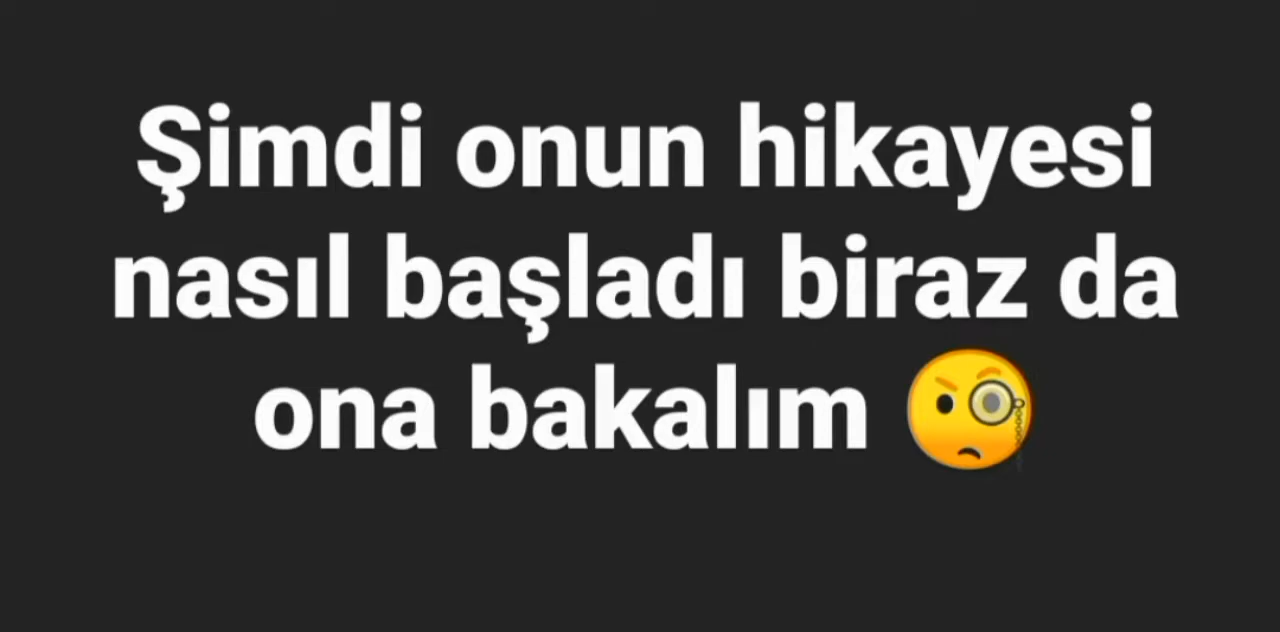 Şimdi onun hikayesi
nasıl başladı biraz da
ona bakalım 🧐